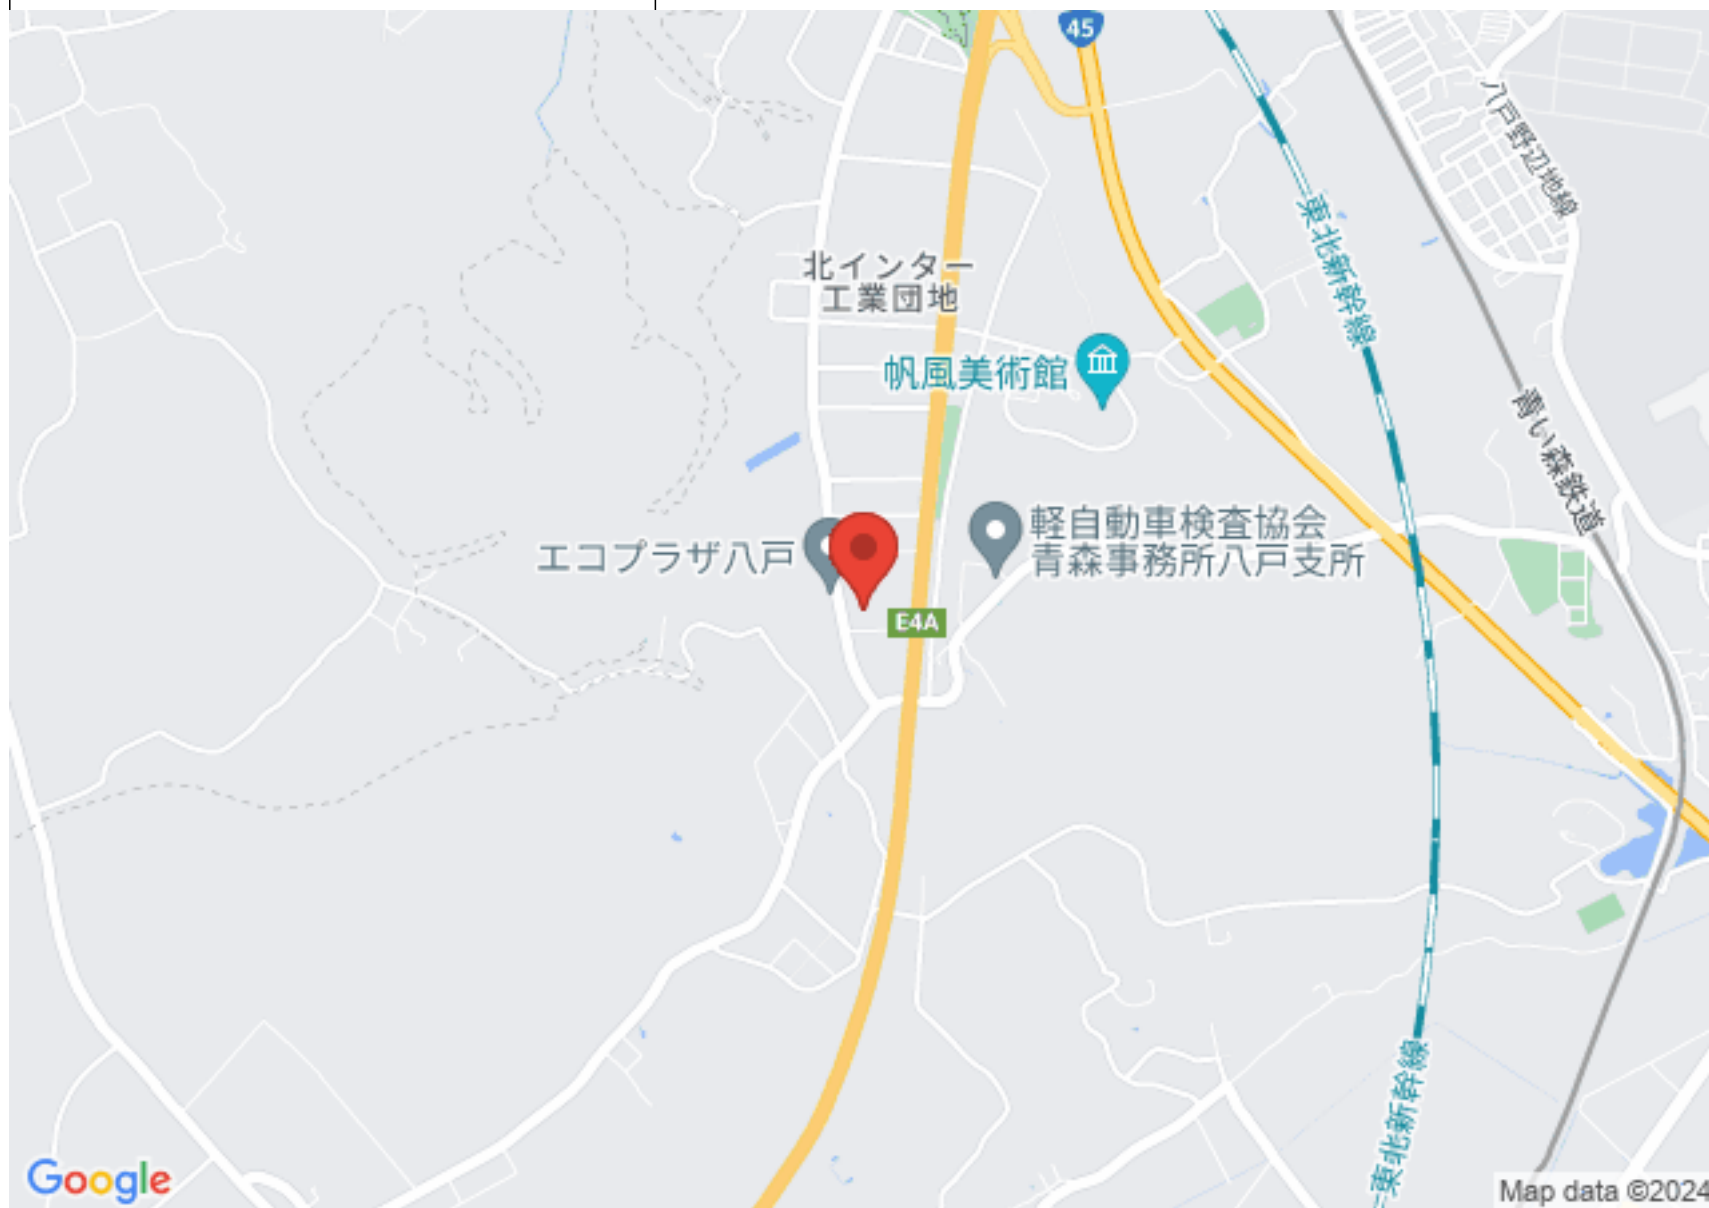 45
八戸野辺地線
東北新幹線
北インター
工業団地
帆風美術館
青い森鉄道
エコプラザ八戸
軽自動車検査協会
青森事務所八戸支所
E4A
東北新幹線
Google
Map data ©2024